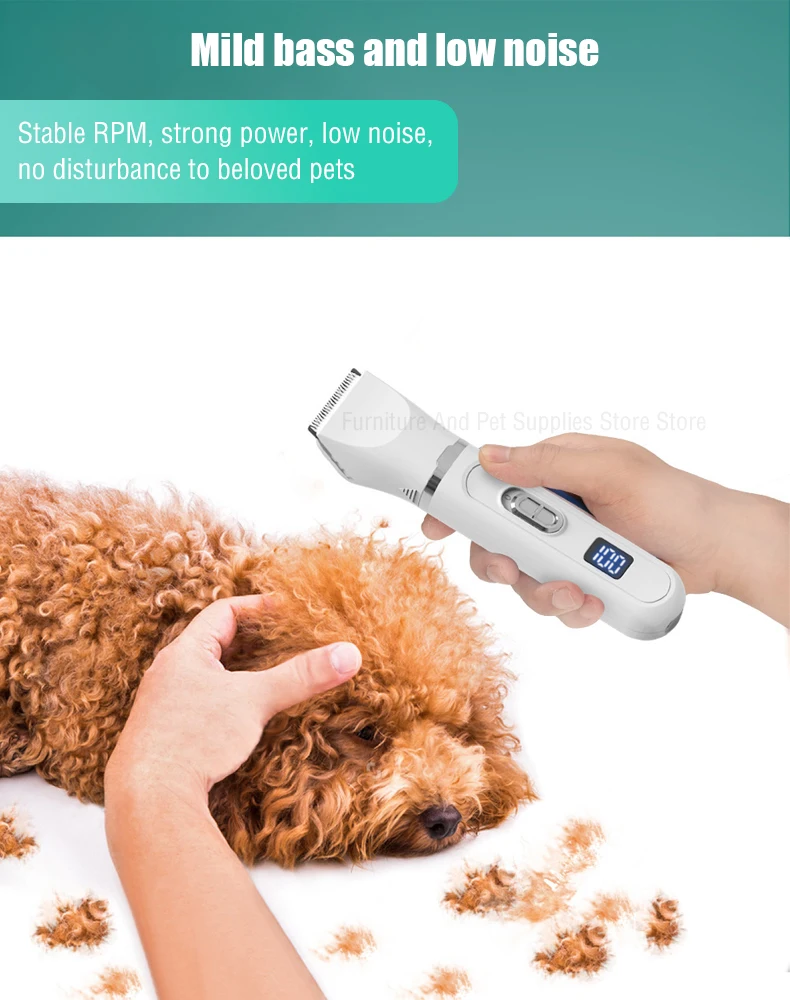 Mild bass and low noise
Stable RPM, strong power, low noise,
no disturbance to beloved pets
Furniture And Pet Supplies Store Store
100